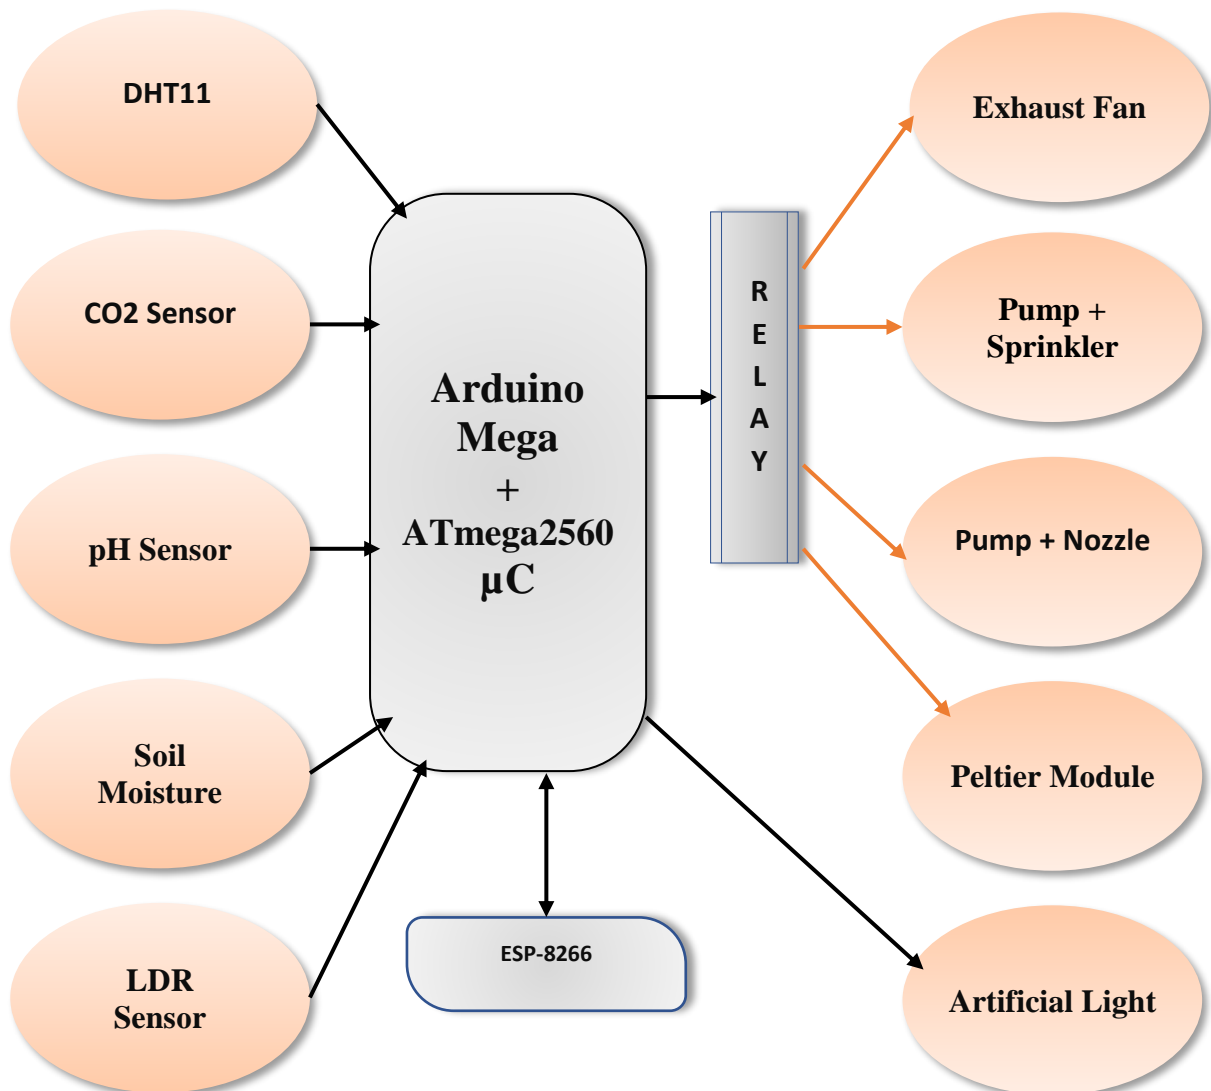 DHT11
CO2 Sensor
pH Sensor
Soil
Moisture
LDR
Sensor
Arduino
Mega
+
ATmega2560
µC
ESP-8266
R
E
L
A
Y
Exhaust Fan
Pump +
Sprinkler
Pump + Nozzle
Peltier Module
Artificial Light